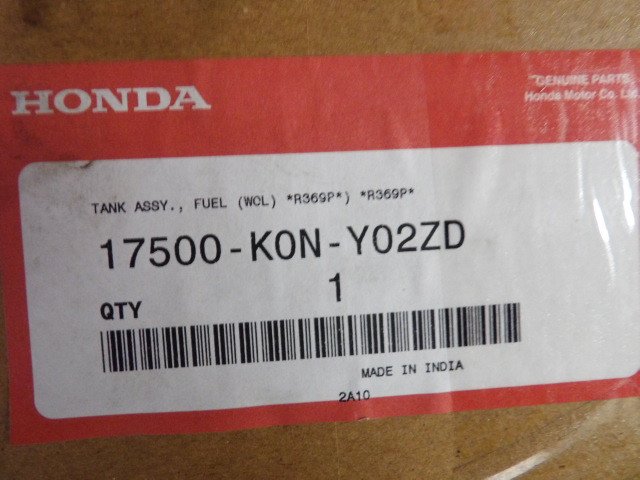 HONDA
"GENUINE PARTS"
Honda Motor Co. Ltd.
TANK ASSY., FUEL (WCL) *R369P*) *R369P*
17500-K0N-Y02ZD
QTY 1
MADE IN INDIA
2A10